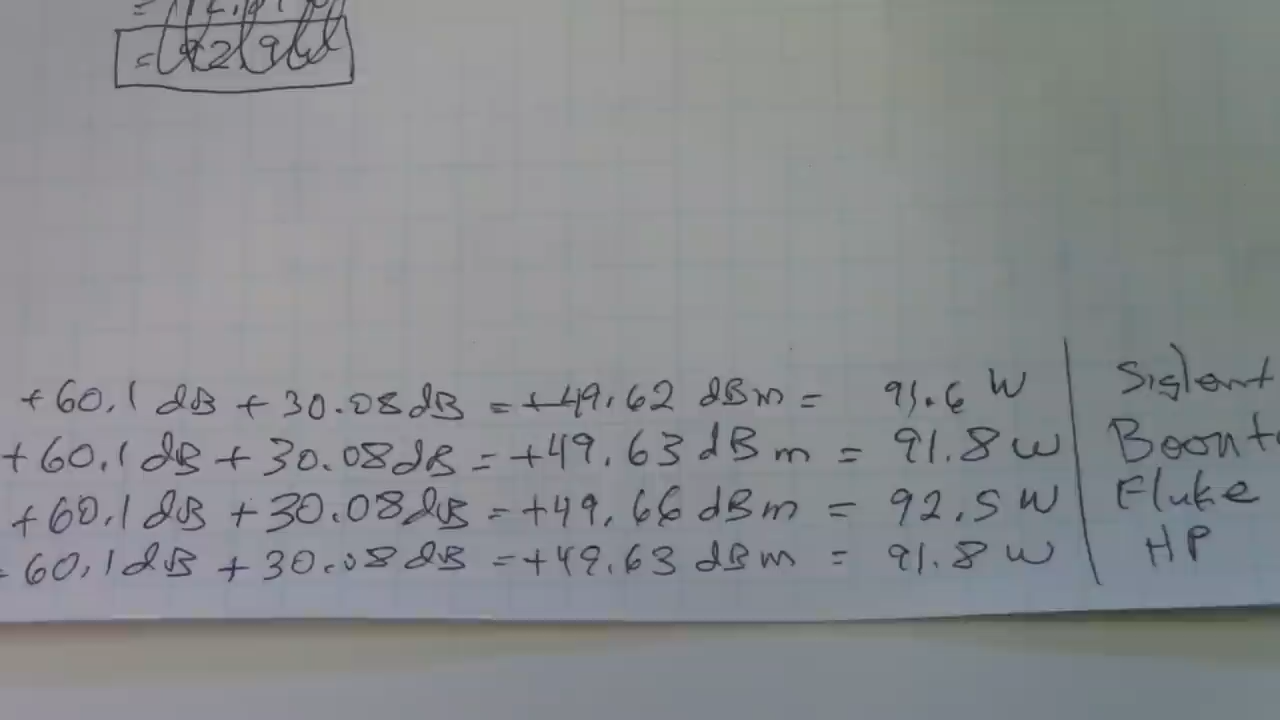 +60.1 dB + 30.08 dB = +49.62 dBm = 91.6 W | Siglent
+60.1 dB + 30.08 dB = +49.63 dBm = 91.8 W | Boont
+60.1 dB + 30.08 dB = +49.66 dBm = 92.5 W | Fluke
60.1 dB + 30.08 dB = +49.63 dBm = 91.8 W | HP